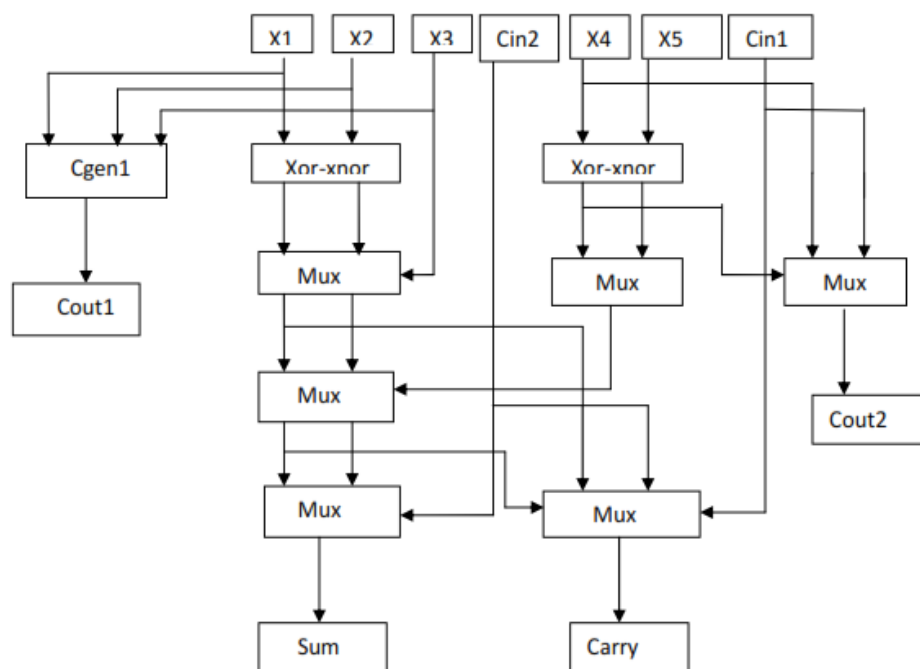 X1 X2 X3 Cin2 X4 X5 Cin1
Cgen1 Xor-xnor Xor-xnor
Mux Mux Mux
Cout1
Mux
Cout2
Mux Mux
Sum Carry